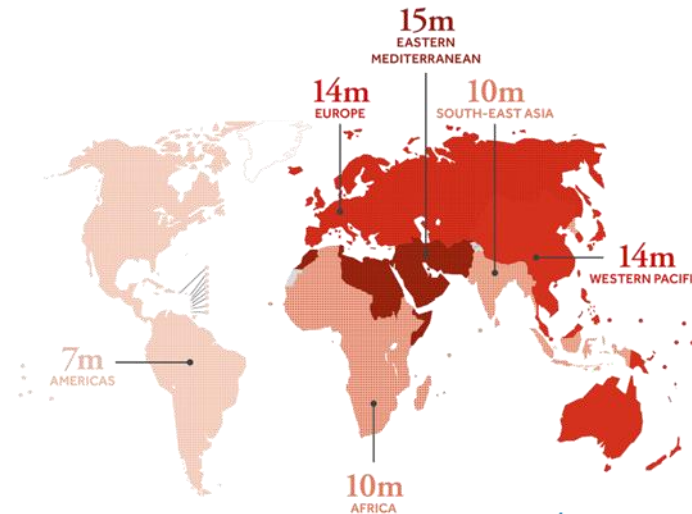 15m
EASTERN
MEDITERRANEAN
14m
EUROPE
10m
SOUTH-EAST ASIA
14m
WESTERN PACIFI
7m
AMERICAS
10m
AFRICA